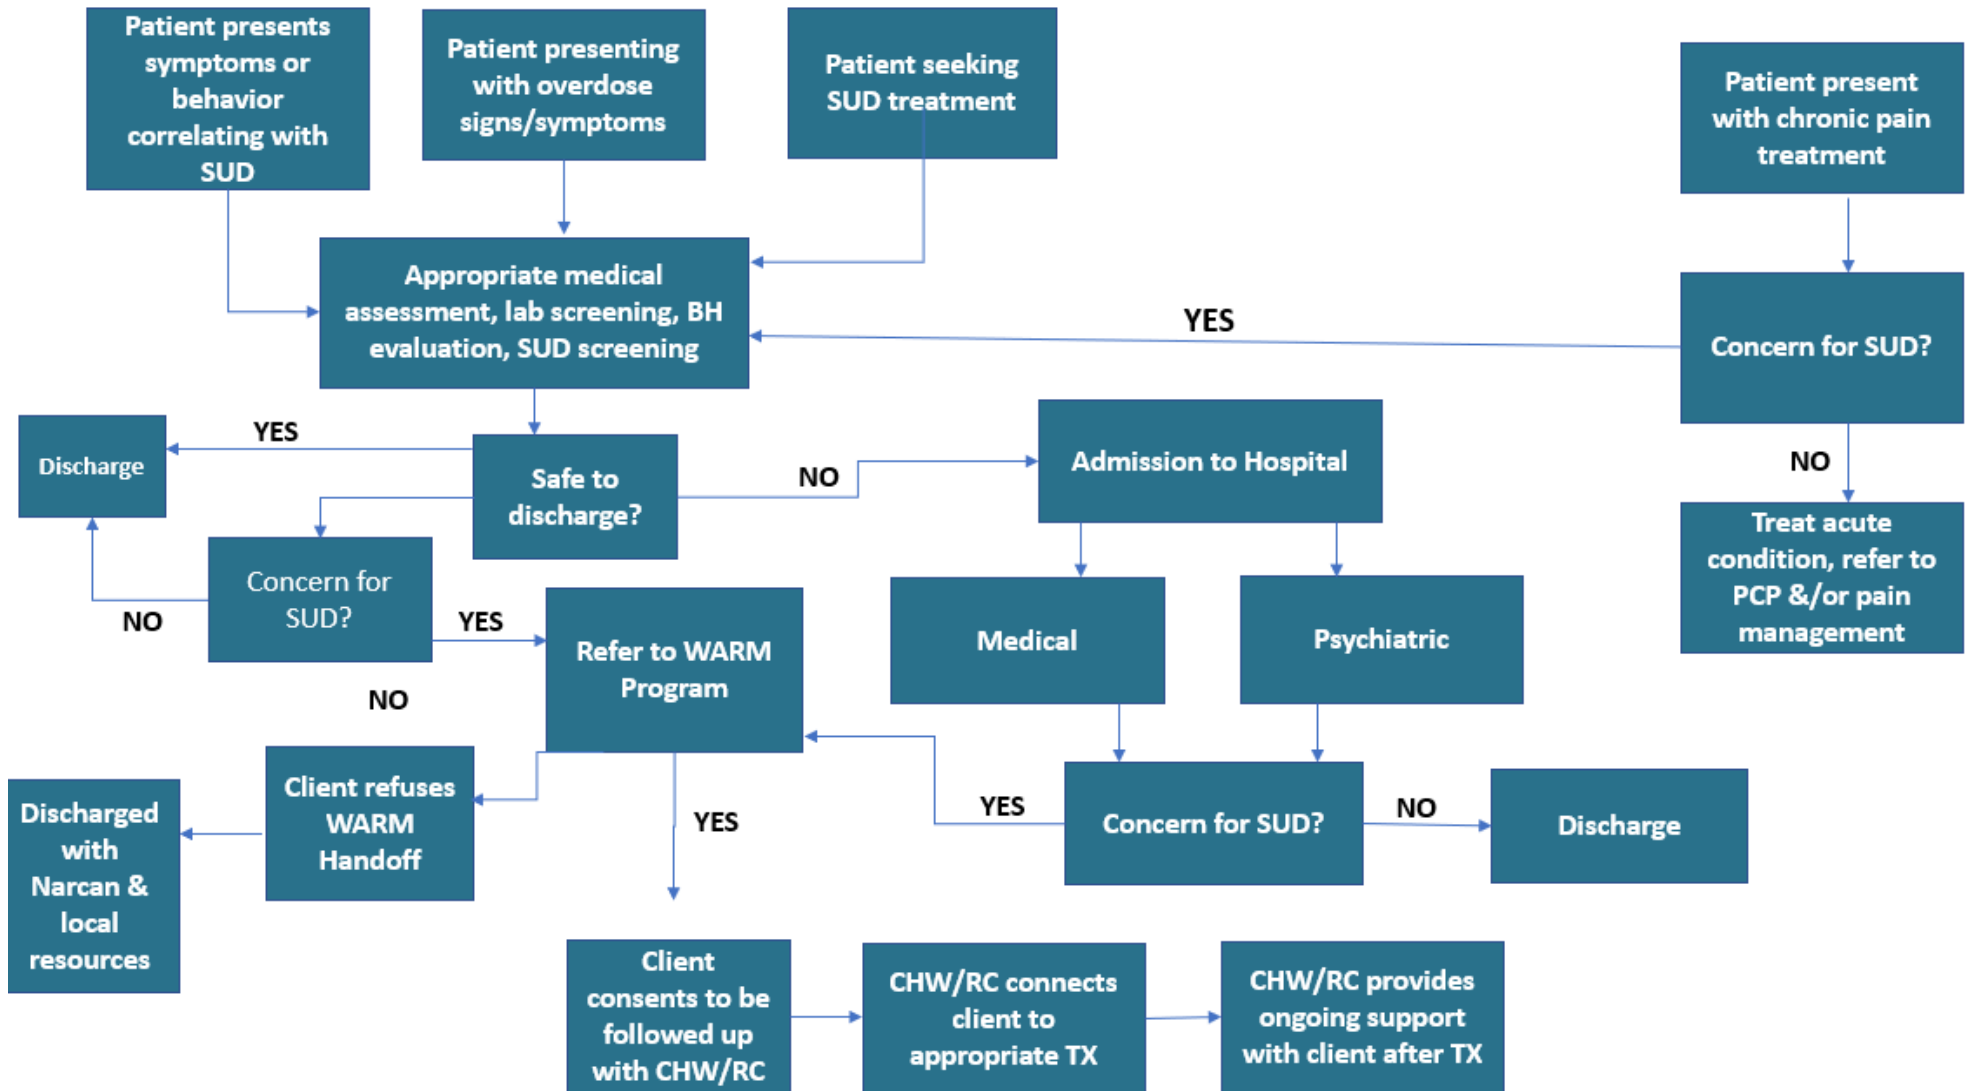 Patient presents
symptoms or
behavior
correlating with
SUD
Patient presenting
with overdose
signs/symptoms
Patient seeking
SUD treatment
Patient present
with chronic pain
treatment
Appropriate medical
assessment, lab screening, BH
evaluation, SUD screening
YES
Concern for SUD?
NO
Treat acute
condition, refer to
PCP &/or pain
management
YES
Discharge
Safe to
discharge?
NO
Admission to Hospital
Concern for
SUD?
NO
YES
Refer to WARM
Program
Medical
Psychiatric
NO
Client refuses
WARM
Handoff
Discharged
with
Narcan &
local
resources
YES
YES
Concern for SUD?
NO
Discharge
Client
consents to be
followed up
with CHW/RC
CHW/RC connects
client to
appropriate TX
CHW/RC provides
ongoing support
with client after TX